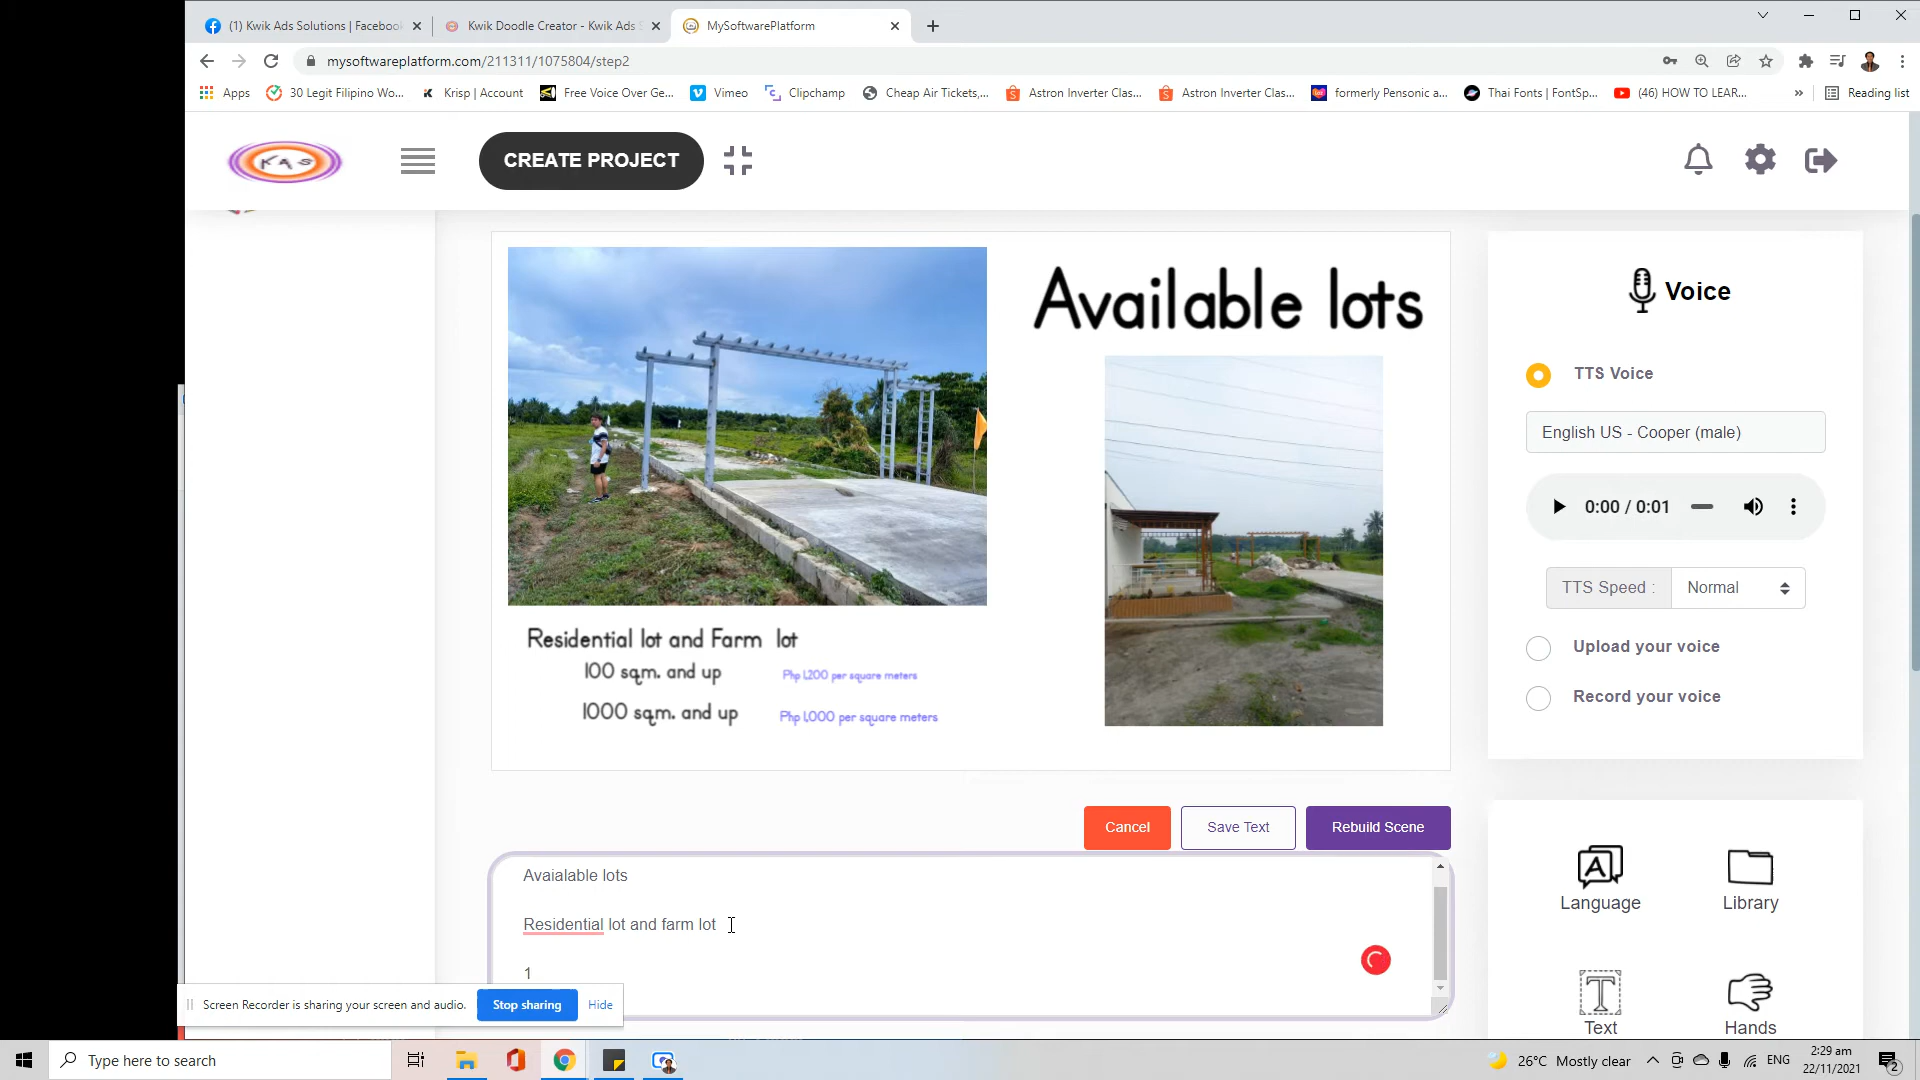 (1) Kwik Ads Solutions | Facebook
Kwik Doodle Creator - Kwik Ads S
MySoftwarePlatform
mysoftwareplatform.com/211311/1075804/step2
Apps
30 Legit Filipino Wo...
Krisp | Account
Free Voice Over Ge...
Vimeo
Clipchamp
Cheap Air Tickets,...
Astron Inverter Clas...
Astron Inverter Clas...
formerly Pensonic a...
Thai Fonts | FontSp...
(46) HOW TO LEAR...
»
Reading list
KAS
CREATE PROJECT
Available lots
Residential lot and Farm lot
100 sqm. and up
Php 1,200 per square meters
1000 sqm. and up
Php 1,000 per square meters
Voice
TTS Voice
English US - Cooper (male)
0:00 / 0:01
TTS Speed :
Normal
Upload your voice
Record your voice
Cancel
Save Text
Rebuild Scene
Avaialable lots
Residential lot and farm lot
1
Language
Library
Text
Hands
Screen Recorder is sharing your screen and audio.
Stop sharing
Hide
Type here to search
26°C Mostly clear
ENG
2:29 am
22/11/2021
2